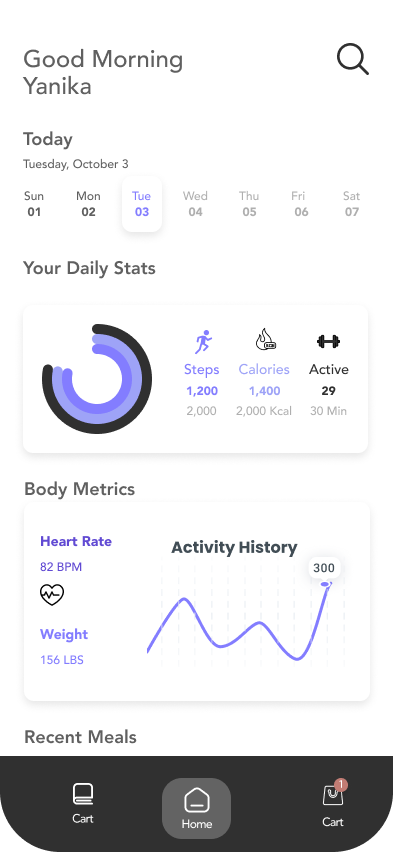 Good Morning
Yanika
Today
Tuesday, October 3
Sun Mon Tue Wed Thu Fri Sat
01 02 03 04 05 06 07
Your Daily Stats
Steps Calories Active
1,200 1,400 29
2,000 2,000 Kcal 30 Min
Body Metrics
Heart Rate
82 BPM
Weight
156 LBS
Activity History
300
Recent Meals
1
Cart Home Cart